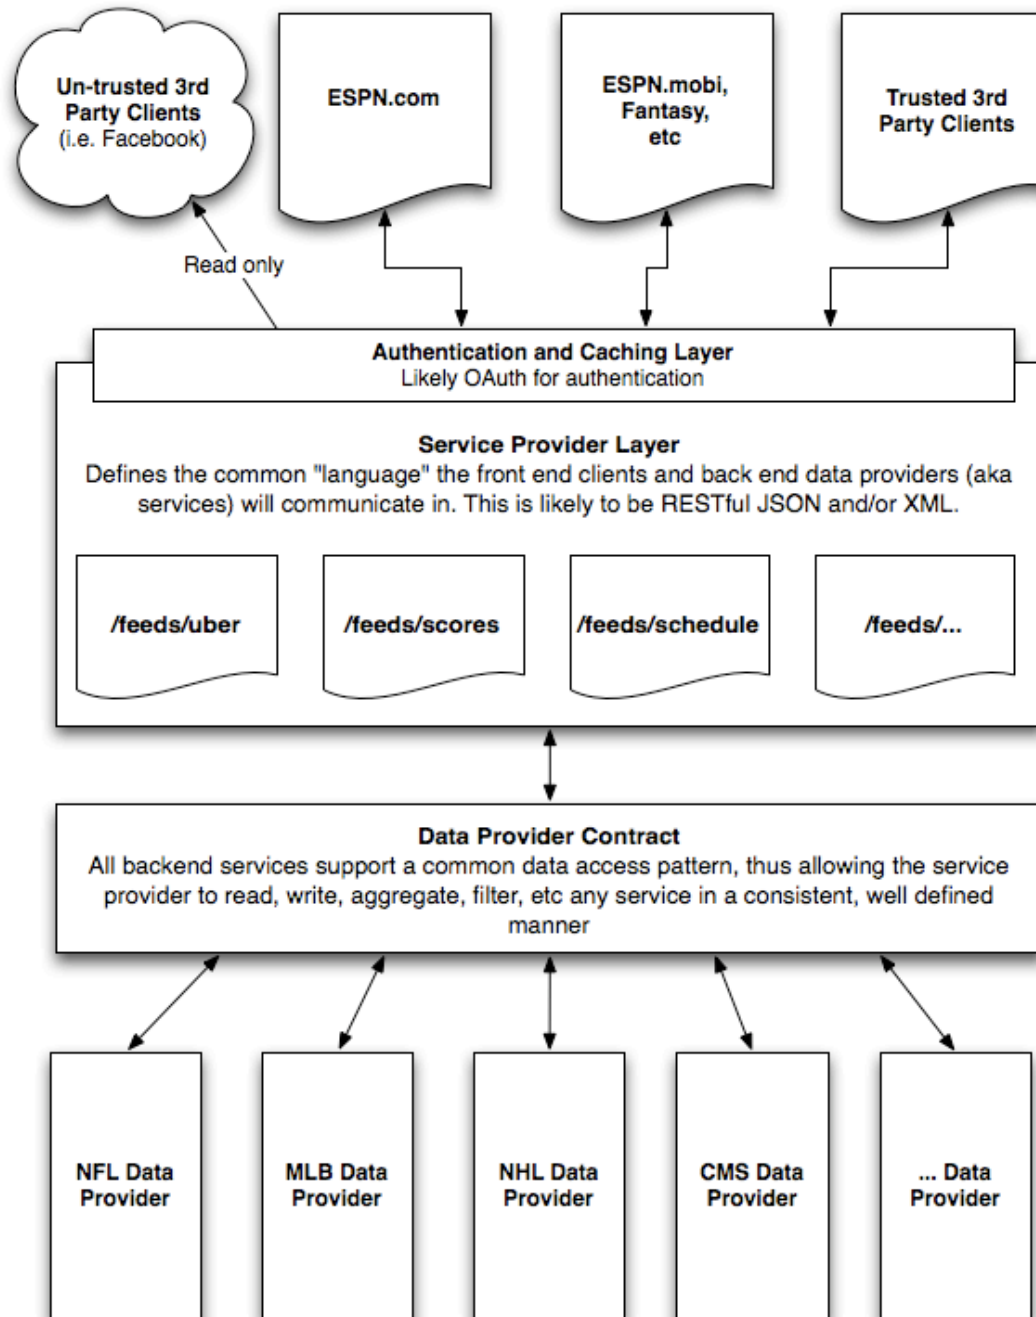 Un-trusted 3rd
Party Clients
(i.e. Facebook)
ESPN.com
ESPN.mobi,
Fantasy,
etc
Trusted 3rd
Party Clients
Read only
Authentication and Caching Layer
Likely OAuth for authentication
Service Provider Layer
Defines the common "language" the front end clients and back end data providers (aka
services) will communicate in. This is likely to be RESTful JSON and/or XML.
/feeds/uber
/feeds/scores
/feeds/schedule
/feeds/...
Data Provider Contract
All backend services support a common data access pattern, thus allowing the service
provider to read, write, aggregate, filter, etc any service in a consistent, well defined
manner
NFL Data
Provider
MLB Data
Provider
NHL Data
Provider
CMS Data
Provider
... Data
Provider